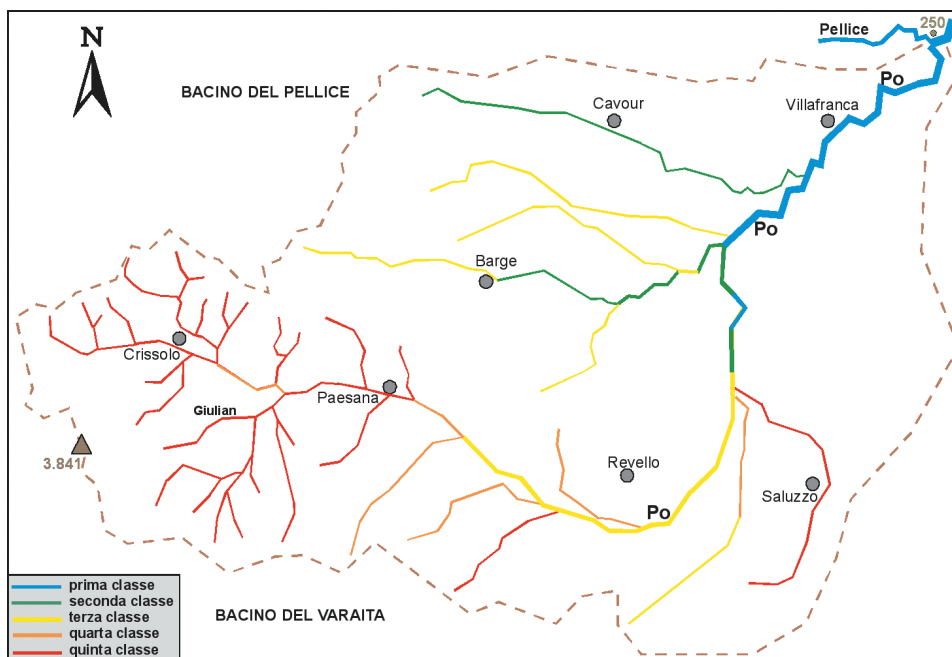 N
Pellice
250
BACINO DEL PELLICE
Po
Cavour
Villafranca
Po
Barge
Crissolo
Paesana
Giulian
3.841/
Revello
Saluzzo
Po
prima classe
seconda classe
terza classe
quarta classe
quinta classe
BACINO DEL VARAITA